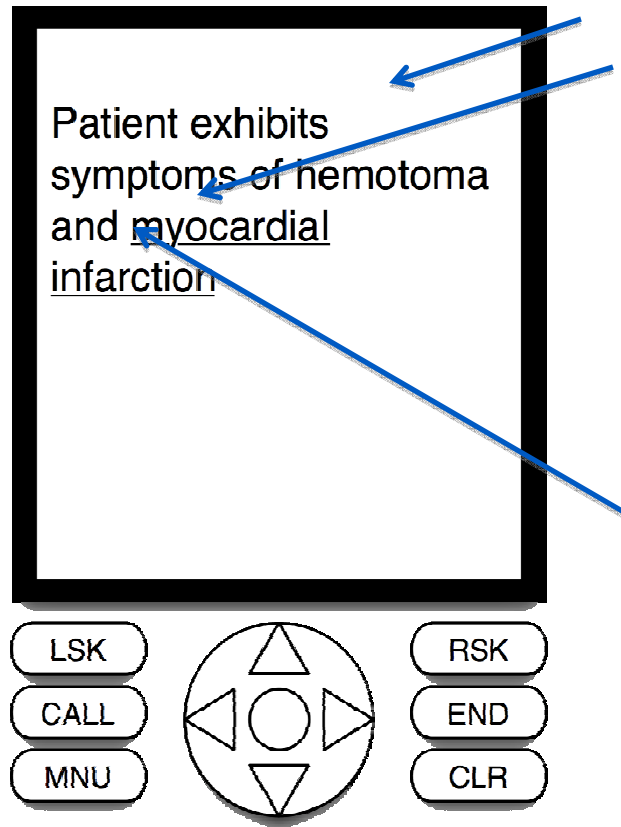 Patient exhibits
symptoms of hemotoma
and myocardial
infarction
LSK
RSK
CALL
END
MNU
CLR